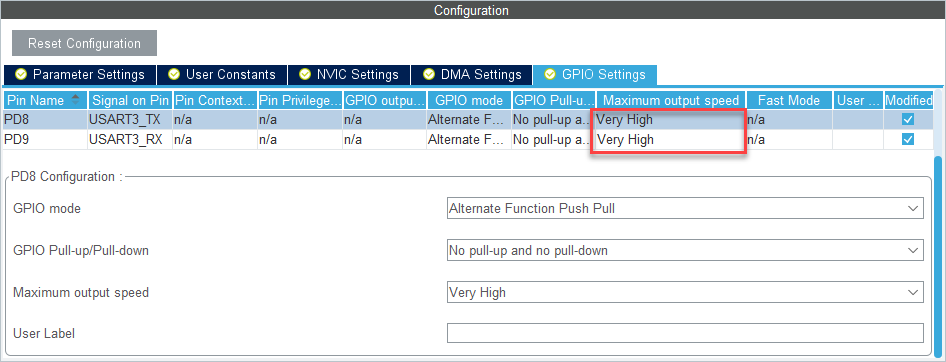 Configuration
Reset Configuration
Parameter Settings User Constants NVIC Settings DMA Settings GPIO Settings
Pin Name Signal on Pin Pin Context... Pin Privilege... GPIO outpu... GPIO mode GPIO Pull-u... Maximum output speed Fast Mode User ... Modified
PD8 USART3_TX n/a n/a n/a Alternate F... No pull-up a... Very High n/a
PD9 USART3_RX n/a n/a n/a Alternate F... No pull-up a... Very High n/a
PD8 Configuration :
GPIO mode Alternate Function Push Pull
GPIO Pull-up/Pull-down No pull-up and no pull-down
Maximum output speed Very High
User Label